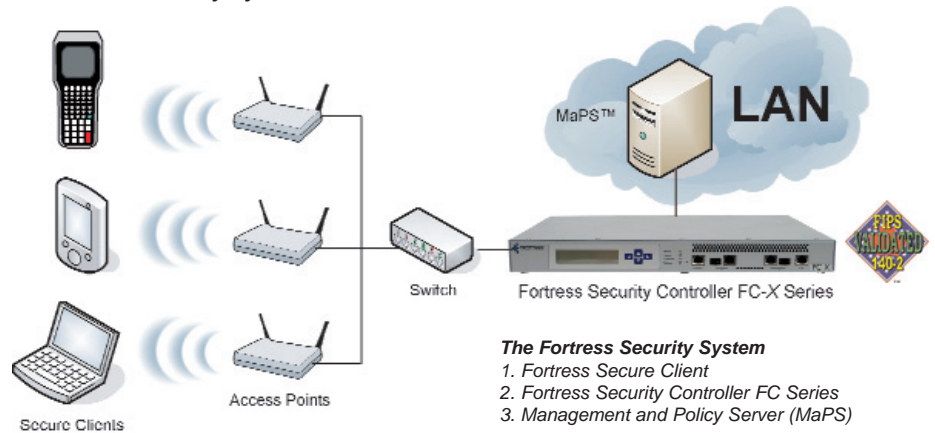 MaPS™
LAN
FIPS
VALIDATED
140-2
FC-X
Switch
Fortress Security Controller FC-X Series
Access Points
Secure Clients
The Fortress Security System
1. Fortress Secure Client
2. Fortress Security Controller FC Series
3. Management and Policy Server (MaPS)